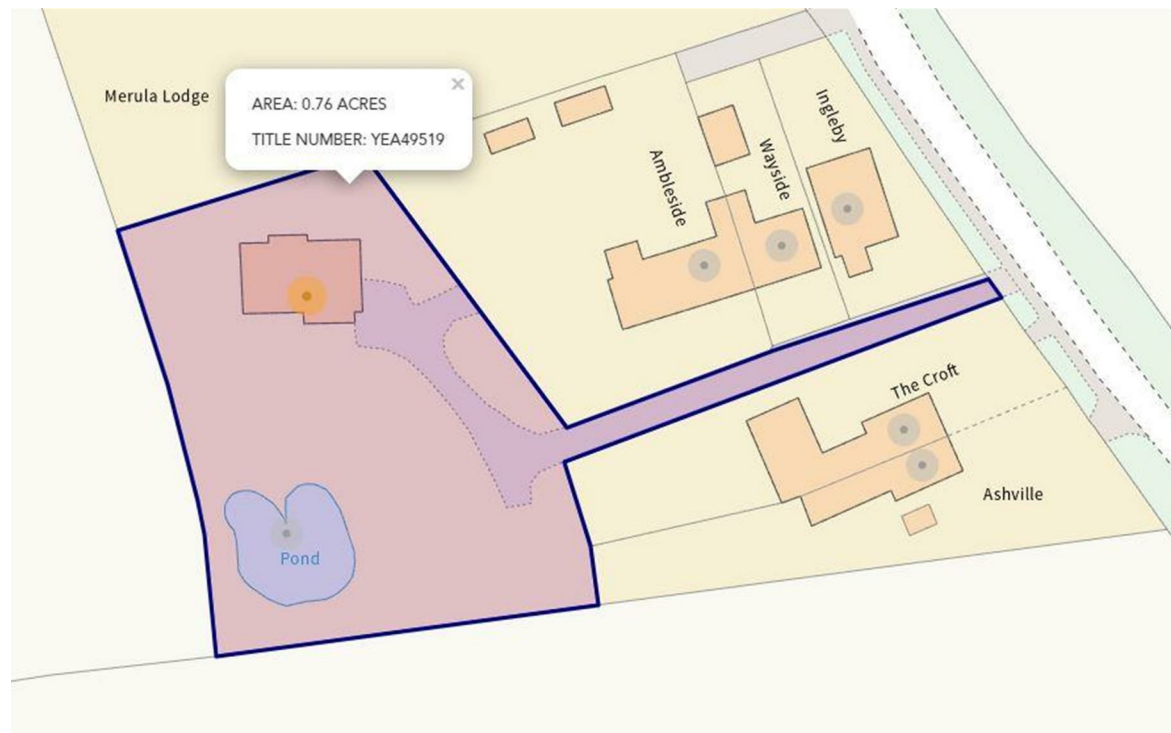 Merula Lodge
×
AREA: 0.76 ACRES
TITLE NUMBER: YEA49519
Ambleside
Wayside
Ingleby
The Croft
Ashville
Pond